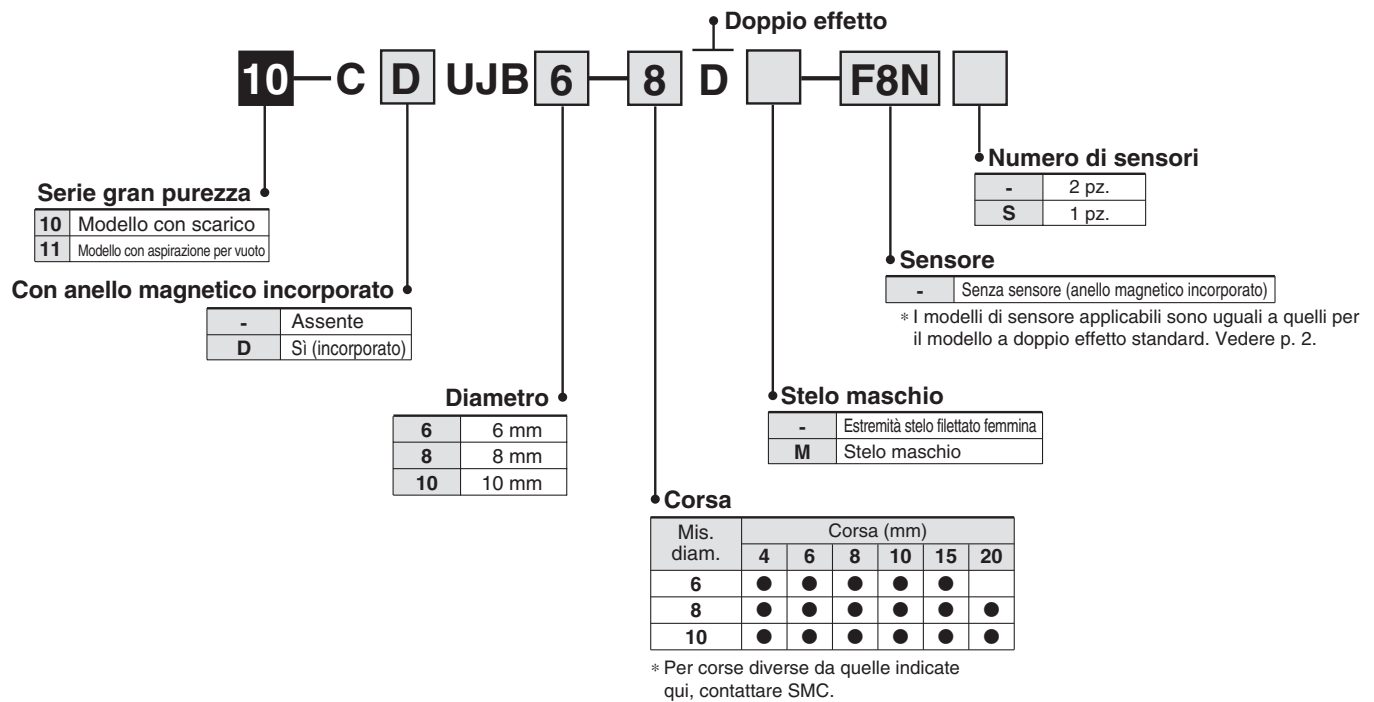 Doppio effetto
10-CDUJB6-8D-F8N
Numero di sensori
- 2 pz.
S 1 pz.
Serie gran purezza
10 Modello con scarico
11 Modello con aspirazione per vuoto
Sensore
- Senza sensore (anello magnetico incorporato)
* I modelli di sensore applicabili sono uguali a quelli per
il modello a doppio effetto standard. Vedere p. 2.
Con anello magnetico incorporato
- Assente
D Sì (incorporato)
Diametro
6 6 mm
8 8 mm
10 10 mm
Stelo maschio
- Estremità stelo filettato femmina
M Stelo maschio
Corsa
Mis. diam. Corsa (mm)
4 6 8 10 15 20
6 ● ● ● ● ●
8 ● ● ● ● ● ●
10 ● ● ● ● ● ●
* Per corse diverse da quelle indicate
qui, contattare SMC.